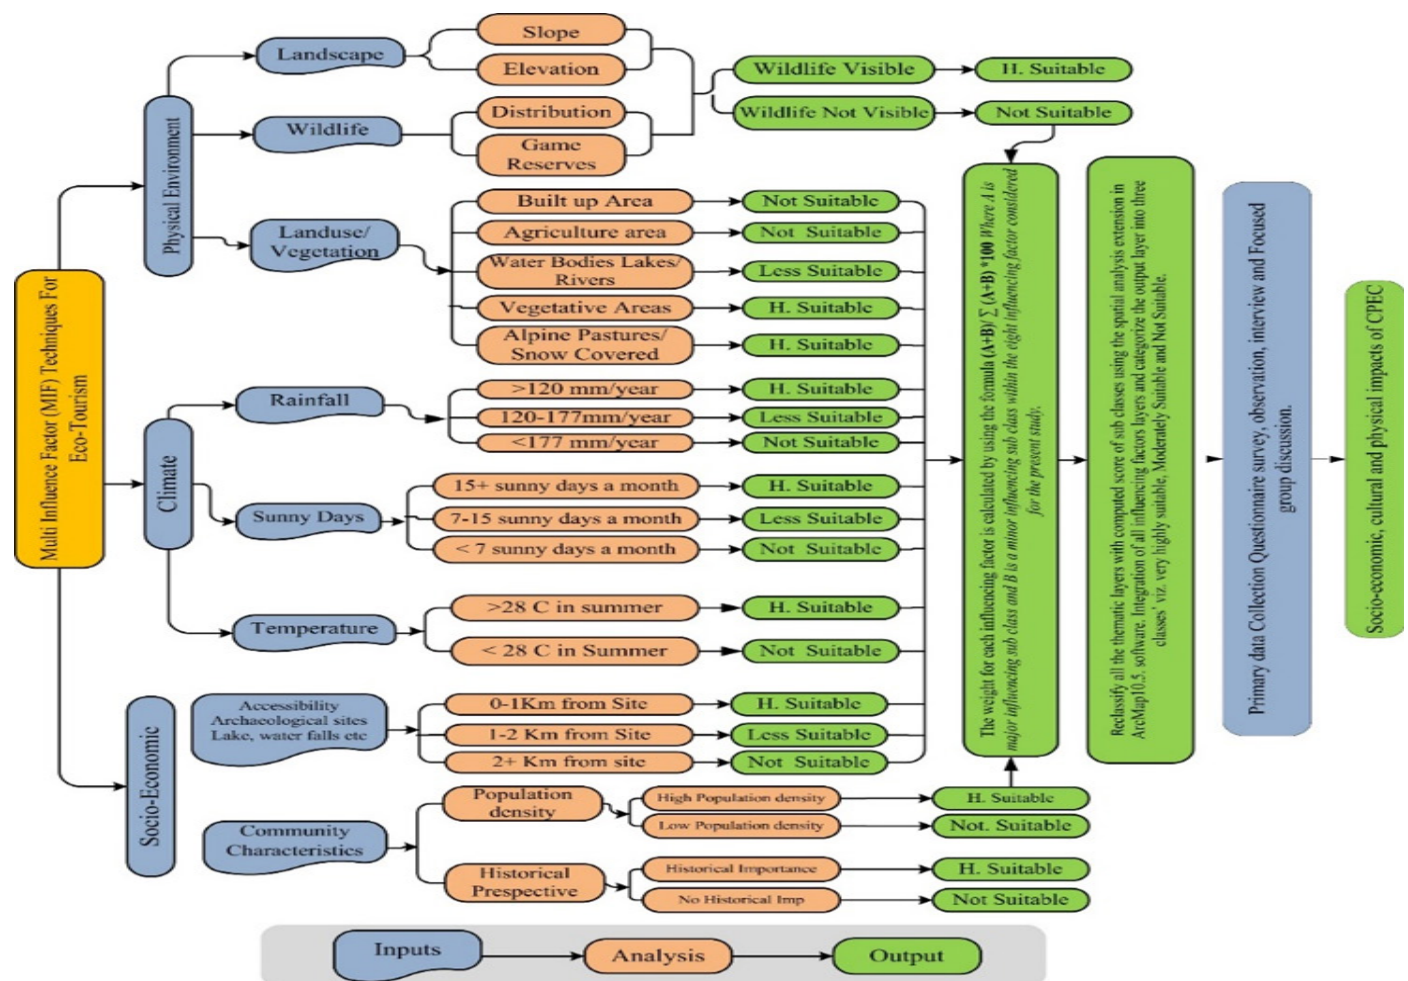 Multi Influence Factor (MIF) Techniques For
Eco-Tourism
Physical Environment
Climate
Socio-Economic
Landscape
Slope
Elevation
Wildlife
Distribution
Game
Reserves
Wildlife Visible
H. Suitable
Wildlife Not Visible
Not Suitable
Landuse/
Vegetation
Built up Area
Not Suitable
Agriculture area
Not Suitable
Water Bodies Lakes/
Rivers
Less Suitable
Vegetative Areas
H. Suitable
Alpine Pastures/
Snow Covered
H. Suitable
Rainfall
>120 mm/year
H. Suitable
120-177mm/year
Less Suitable
<177 mm/year
Not Suitable
Sunny Days
15+ sunny days a month
H. Suitable
7-15 sunny days a month
Less Suitable
< 7 sunny days a month
Not Suitable
Temperature
>28 C in summer
H. Suitable
< 28 C in Summer
Not Suitable
Accessibility
Archaeological sites
Lake, water falls etc
0-1Km from Site
H. Suitable
1-2 Km from Site
Less Suitable
2+ Km from site
Not Suitable
Community
Characteristics
Population
density
High Population density
H. Suitable
Low Population density
Not. Suitable
Historical
Prespective
Historical Importance
H. Suitable
No Historical Imp
Not Suitable
The weight for each influencing factor is calculated by using the formula (A+B)/ ∑ (A+B) *100 Where A is
major influencing sub class and B is a minor influencing sub class within the eight influencing factor considered
for the present study.
Reclassify all the thematic layers with computed score of sub classes using the spatial analysis extension in
ArcMap10.5. software. Integration of all influencing factors layers and categorize the output layer into three
classes' viz. very highly suitable, Moderately Suitable and Not Suitable.
Primary data Collection Questionnaire survey, observation, interview and Focused
group discussion.
Socio-economic, cultural and physical impacts of CPEC
Inputs
Analysis
Output